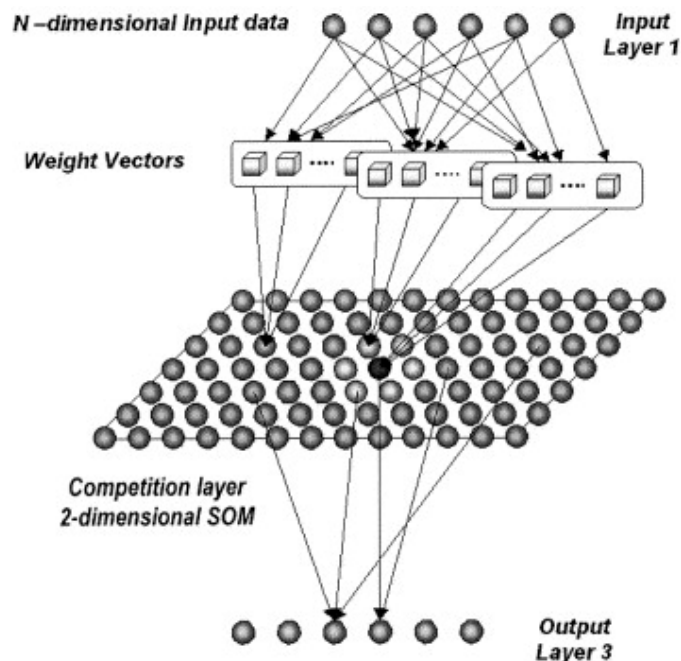 N –dimensional Input data
Input
Layer 1
Weight Vectors
Competition layer
2-dimensional SOM
Output
Layer 3